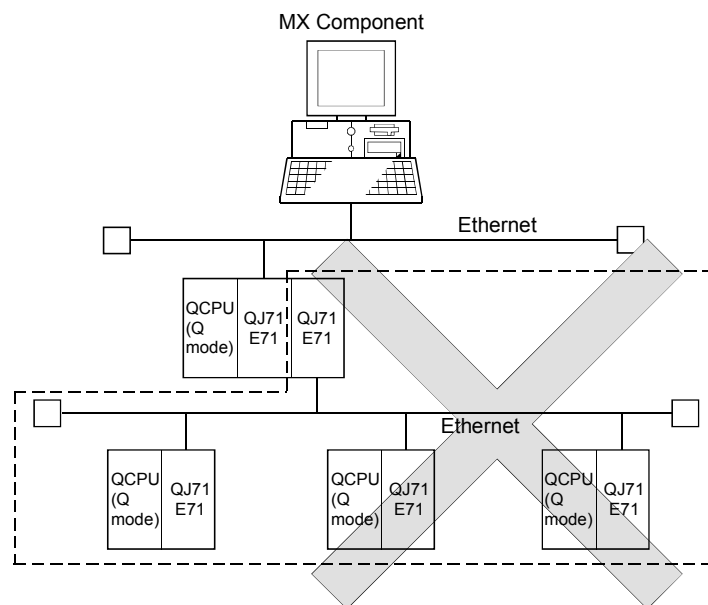 MX Component
Ethernet
QCPU
(Q
mode)
QJ71
E71
QJ71
E71
Ethernet
QCPU
(Q
mode)
QJ71
E71
QCPU
(Q
mode)
QJ71
E71
QCPU
(Q
mode)
QJ71
E71